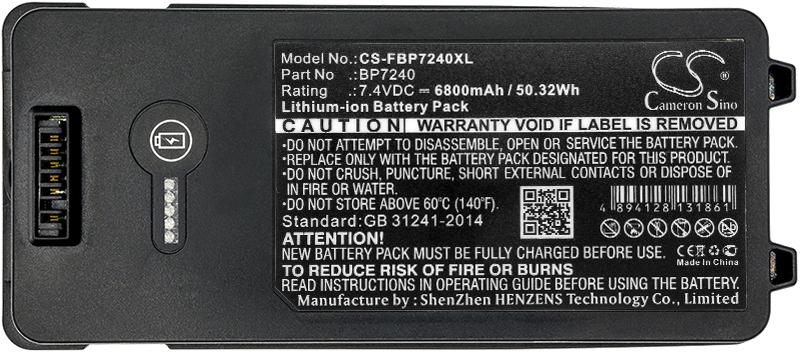 Model No.:CS-FBP7240XL
Part No :BP7240
Rating :7.4VDC ⎓ 6800mAh / 50.32Wh
Lithium-ion Battery Pack
CS
Cameron Sino
CAUTION WARRANTY VOID IF LABEL IS REMOVED
•DO NOT ATTEMPT TO DISASSEMBLE, OPEN OR SERVICE THE BATTERY.
•REPLACE ONLY WITH THE BATTERY PACK DESIGNATED FOR THIS PRODUCT.
•DO NOT CRUSH, PUNCTURE, SHORT EXTERNAL CONTACTS OR DISPOSE OF
IN FIRE OR WATER.
•DO NOT STORE ABOVE 60°C (140°F).
Standard:GB 31241-2014
4 894128 131861
ATTENTION!
NEW BATTERY PACK MUST BE FULLY CHARGED BEFORE USE.
TO REDUCE RISK OF FIRE OR BURNS
CE FC
Made in China
READ INSTRUCTIONS IN OPERATING GUIDE BEFORE USING BATTERY.
Manufacture by : ShenZhen HENZENS Technology Co., Limited